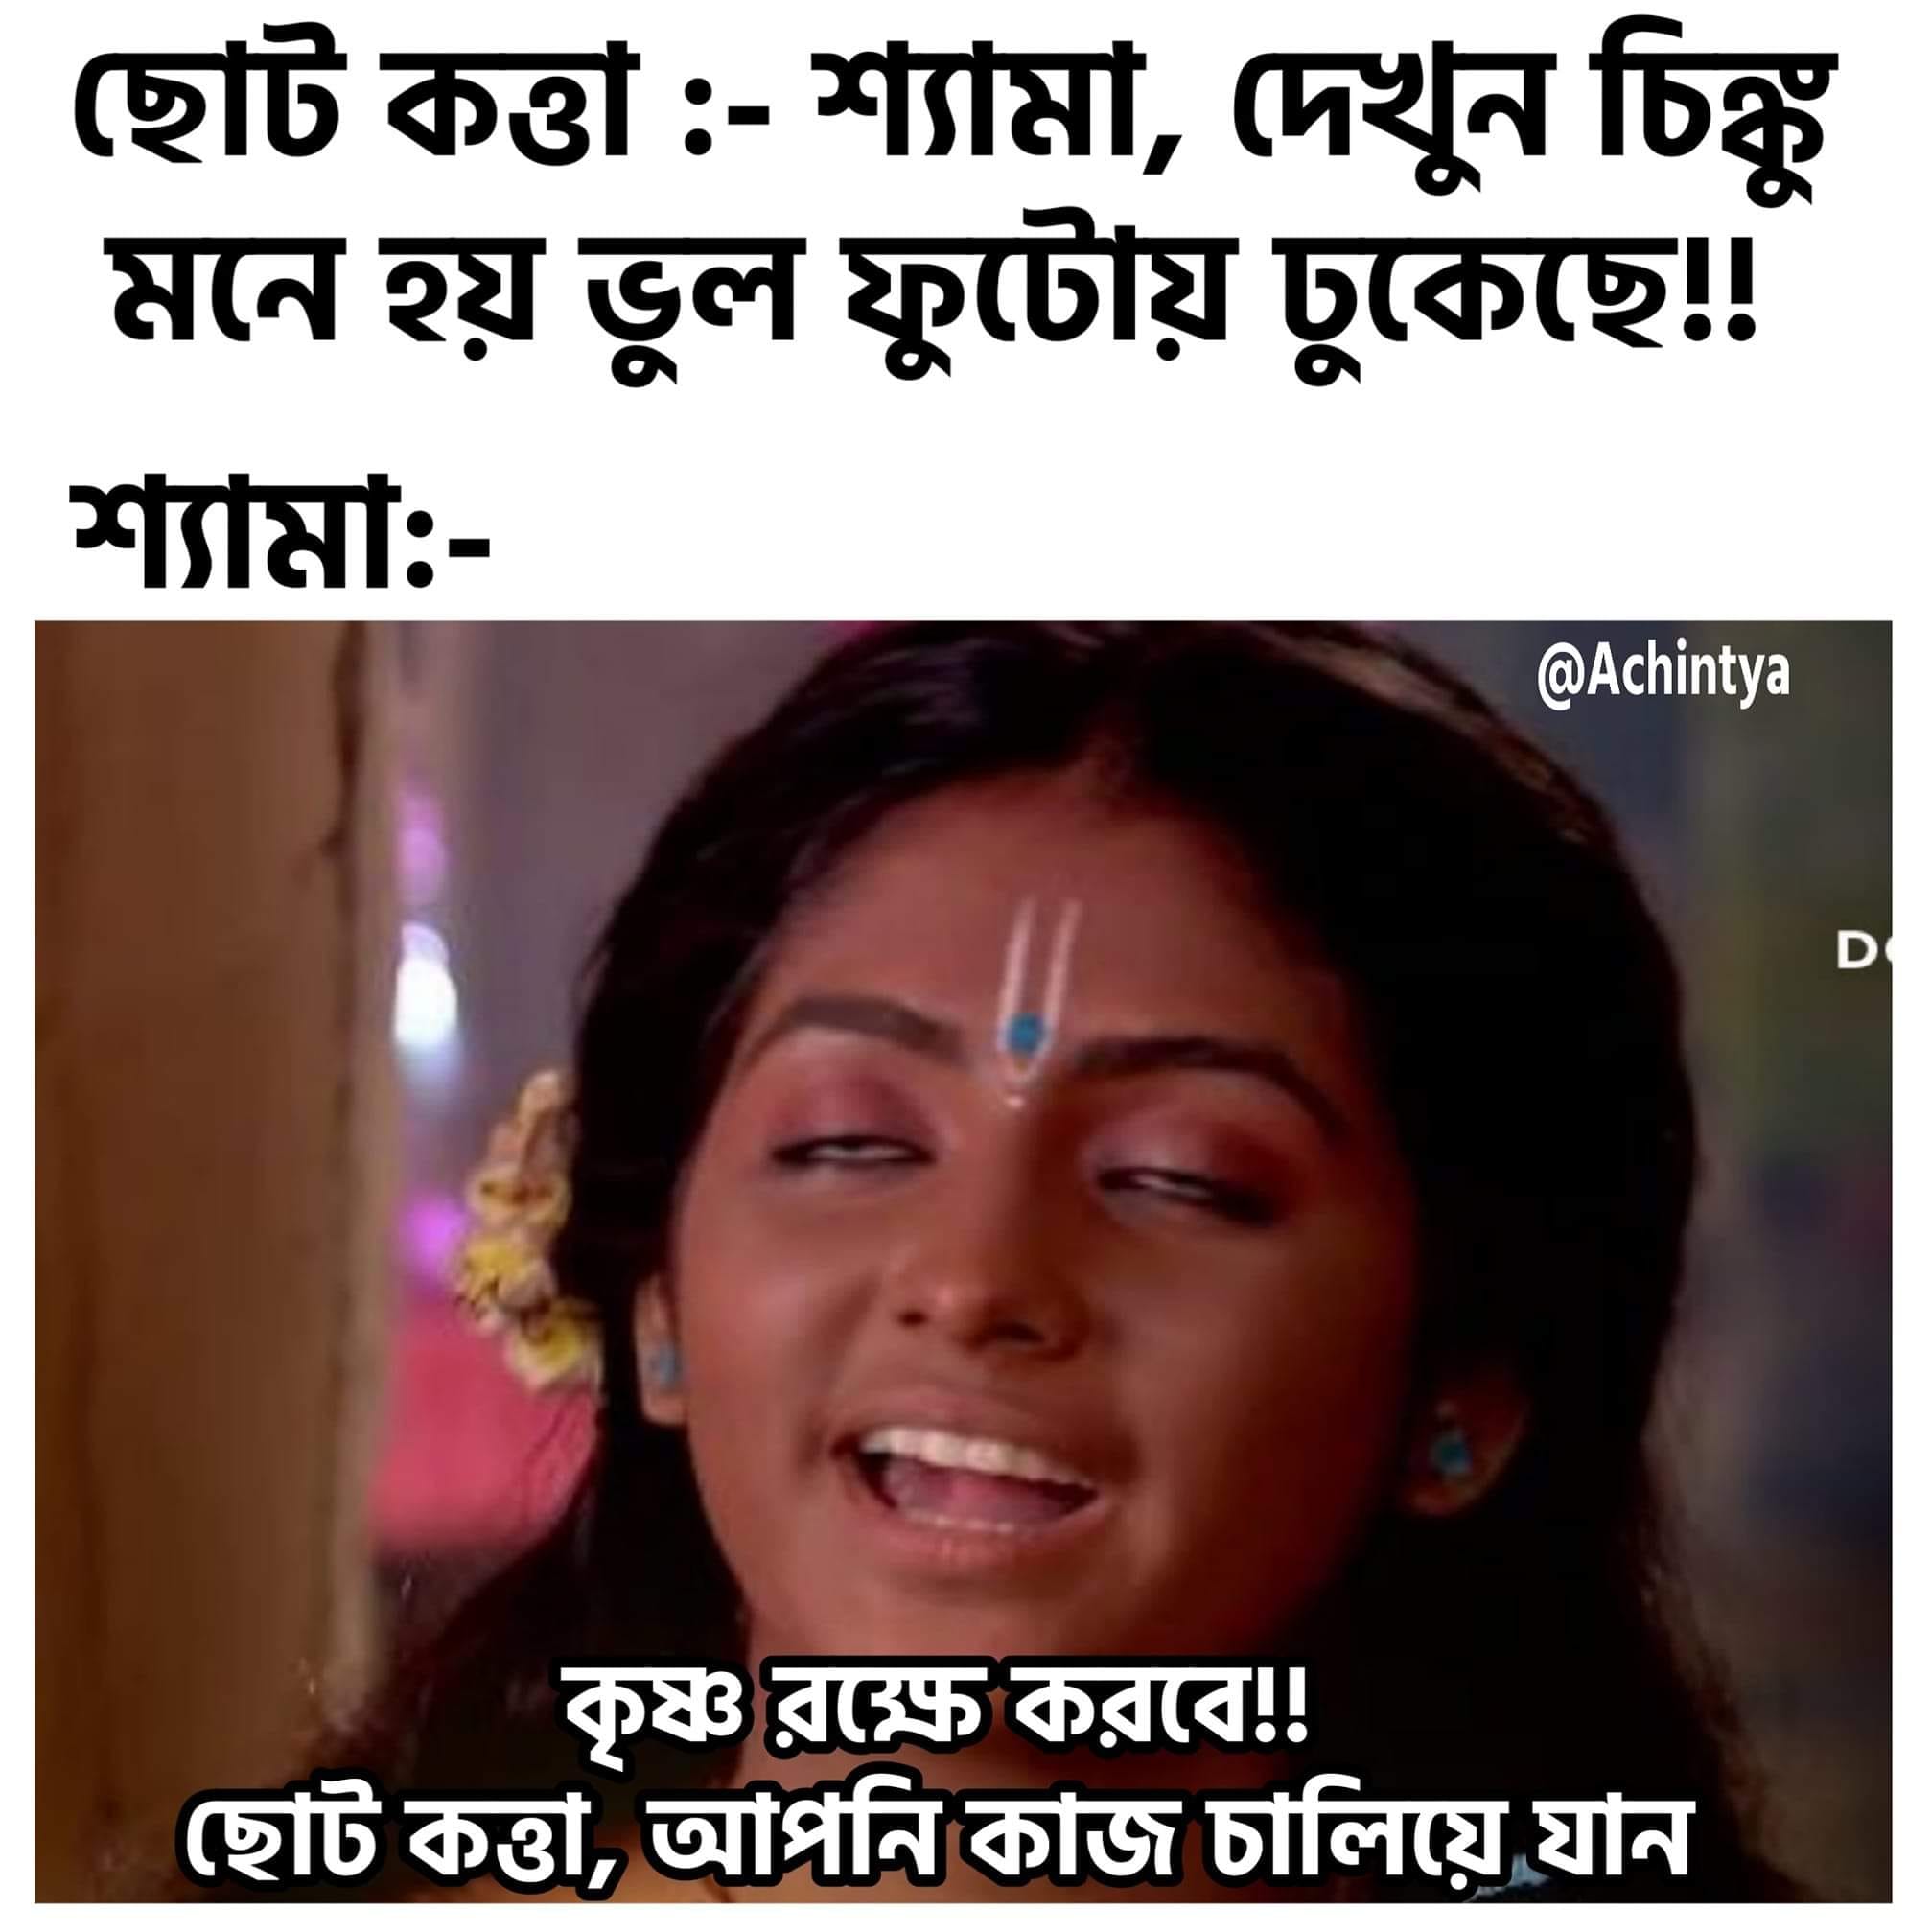 ছোট কত্তা :- শ্যামা, দেখুন চিঙ্কু
মনে হয় ভুল ফুটোয় ঢুকেছে!!
শ্যামা:-
@Achintya
কৃষ্ণ রক্ষে করবে!!
ছোট কত্তা, আপনি কাজ চালিয়ে যান